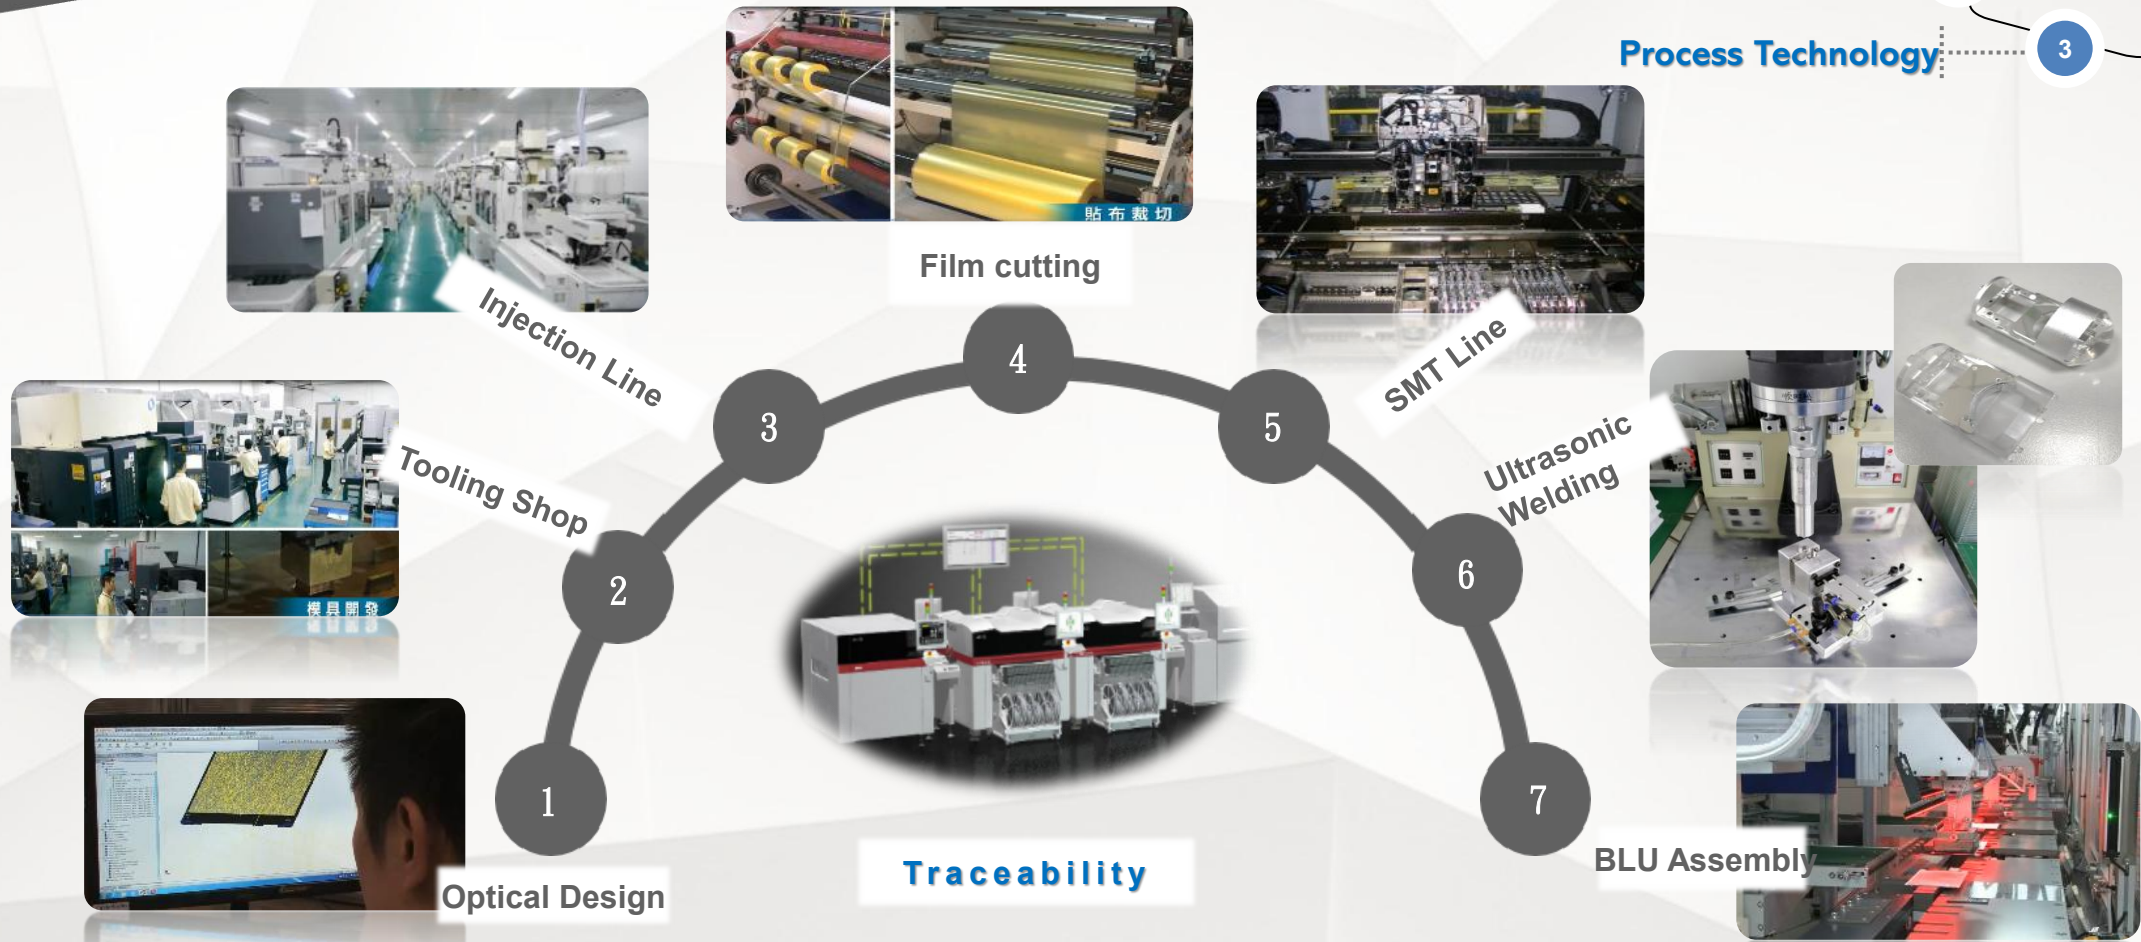 Process Technology
3
貼布裁切
Film cutting
Injection Line
SMT Line
Tooling Shop
Ultrasonic
Welding
模具開發
4
3
5
2
6
1
7
Optical Design
Traceability
BLU Assembly